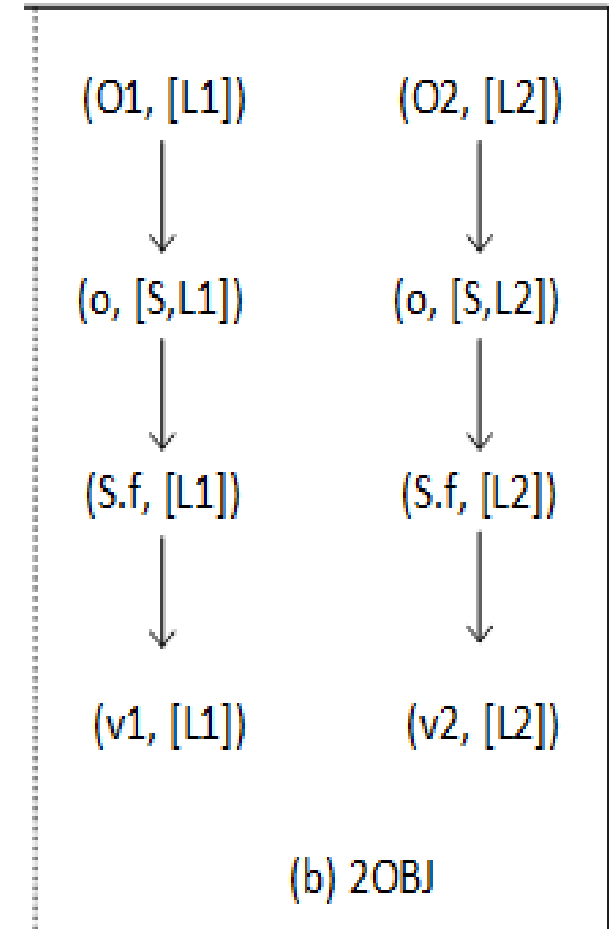 (O1, [L1]) (O2, [L2])
(o, [S,L1]) (o, [S,L2])
(S.f, [L1]) (S.f, [L2])
(v1, [L1]) (v2, [L2])
(b) 2OBJ